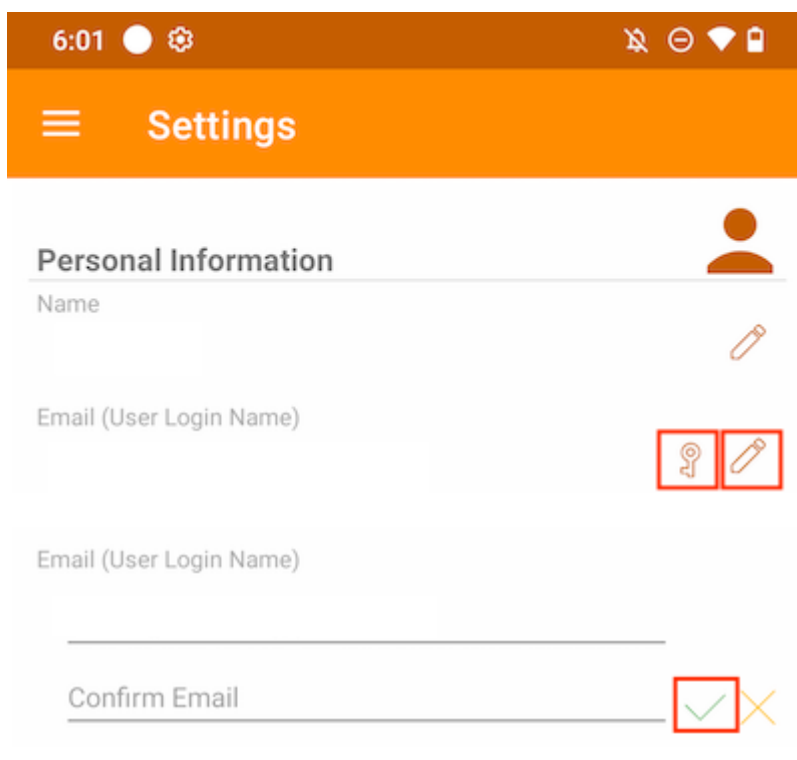 6:01
Settings
Personal Information
Name
Email (User Login Name)
Email (User Login Name)
Confirm Email